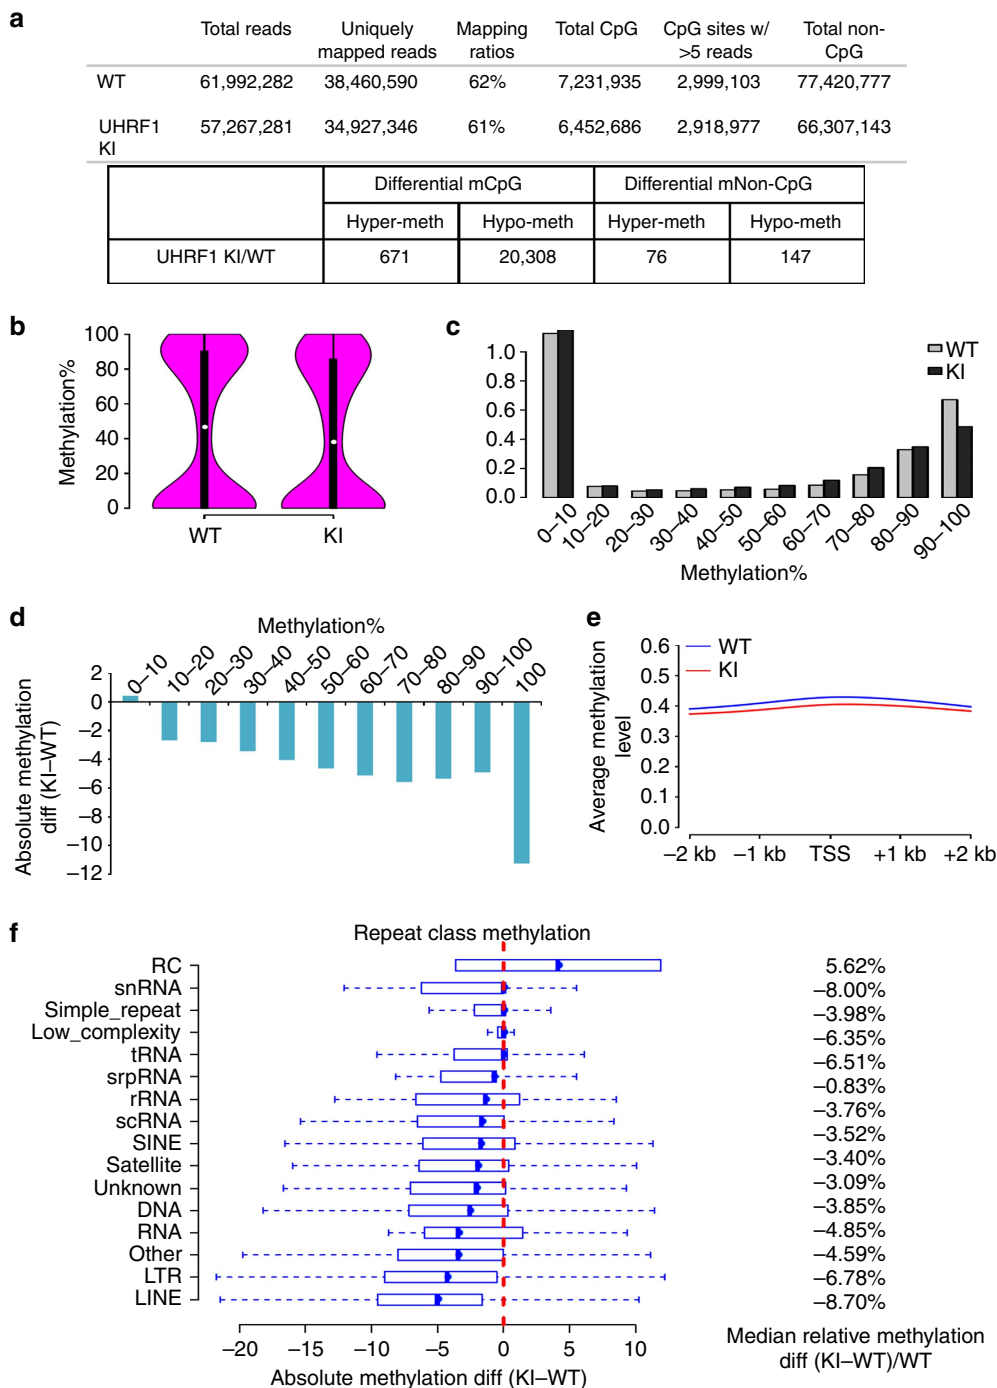 a
Total reads Uniquely mapped reads Mapping ratios Total CpG CpG sites w/ >5 reads Total non-CpG
WT 61,992,282 38,460,590 62% 7,231,935 2,999,103 77,420,777
UHRF1 KI 57,267,281 34,927,346 61% 6,452,686 2,918,977 66,307,143
Differential mCpG Differential mNon-CpG
Hyper-meth Hypo-meth Hyper-meth Hypo-meth
UHRF1 KI/WT 671 20,308 76 147
b
Methylation%
100
80
60
40
20
0
WT KI
c
1.0
0.8
0.6
0.4
0.2
0.0
WT
KI
0–10 10–20 20–30 30–40 40–50 50–60 60–70 70–80 80–90 90–100
Methylation%
d
Methylation%
0–10 10–20 20–30 30–40 40–50 50–60 60–70 70–80 80–90 90–100 100
Absolute methylation
diff (KI–WT)
2
0
−2
−4
−6
−8
−10
−12
e
Average methylation
level
0.6
0.5
0.4
0.3
0.2
0.1
0.0
WT
KI
−2 kb −1 kb TSS +1 kb +2 kb
f
Repeat class methylation
RC 5.62%
snRNA −8.00%
Simple_repeat −3.98%
Low_complexity −6.35%
tRNA −6.51%
srpRNA −0.83%
rRNA −3.76%
scRNA −3.52%
SINE −3.40%
Satellite −3.09%
Unknown −3.85%
DNA −4.85%
RNA −4.59%
Other −6.78%
LTR −8.70%
LINE
−20 −15 −10 −5 0 5 10
Absolute methylation diff (KI–WT)
Median relative methylation
diff (KI–WT)/WT